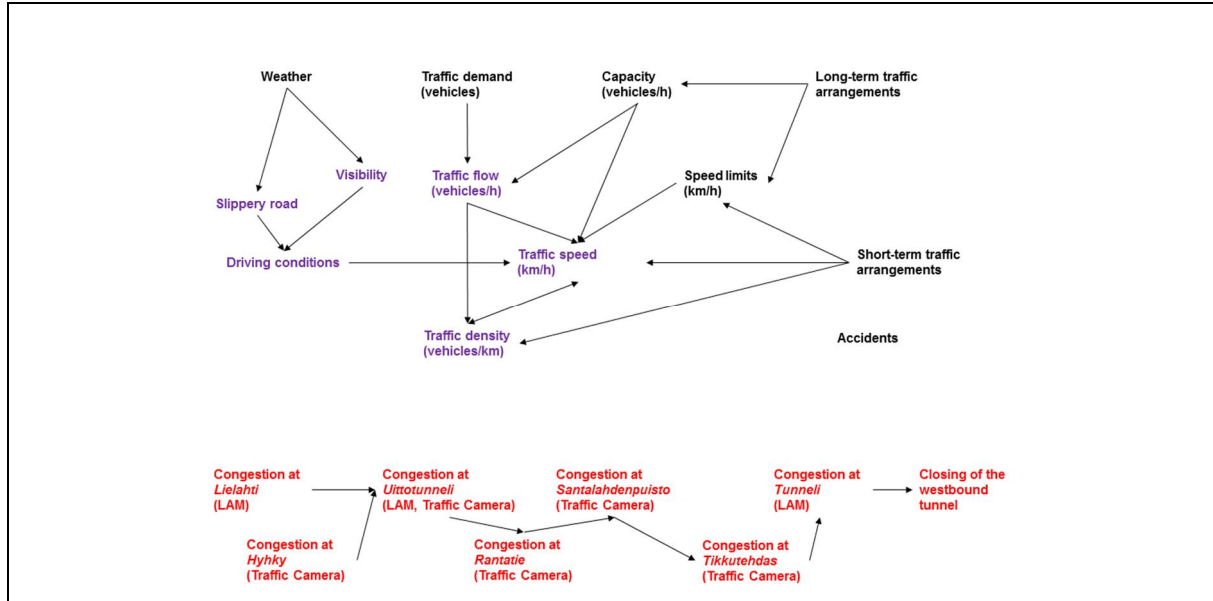 Weather
Traffic demand
(vehicles)
Capacity
(vehicles/h)
Long-term traffic
arrangements
Visibility
Traffic flow
(vehicles/h)
Speed limits
(km/h)
Slippery road
Driving conditions
Traffic speed
(km/h)
Short-term traffic
arrangements
Traffic density
(vehicles/km)
Accidents
Congestion at
Lielahti
(LAM)
Congestion at
Uittotunneli
(LAM, Traffic Camera)
Congestion at
Santalahdenpuisto
(Traffic Camera)
Congestion at
Tunneli
(LAM)
Closing of the
westbound
tunnel
Congestion at
Hyhky
(Traffic Camera)
Congestion at
Rantatie
(Traffic Camera)
Congestion at
Tikkutehdas
(Traffic Camera)